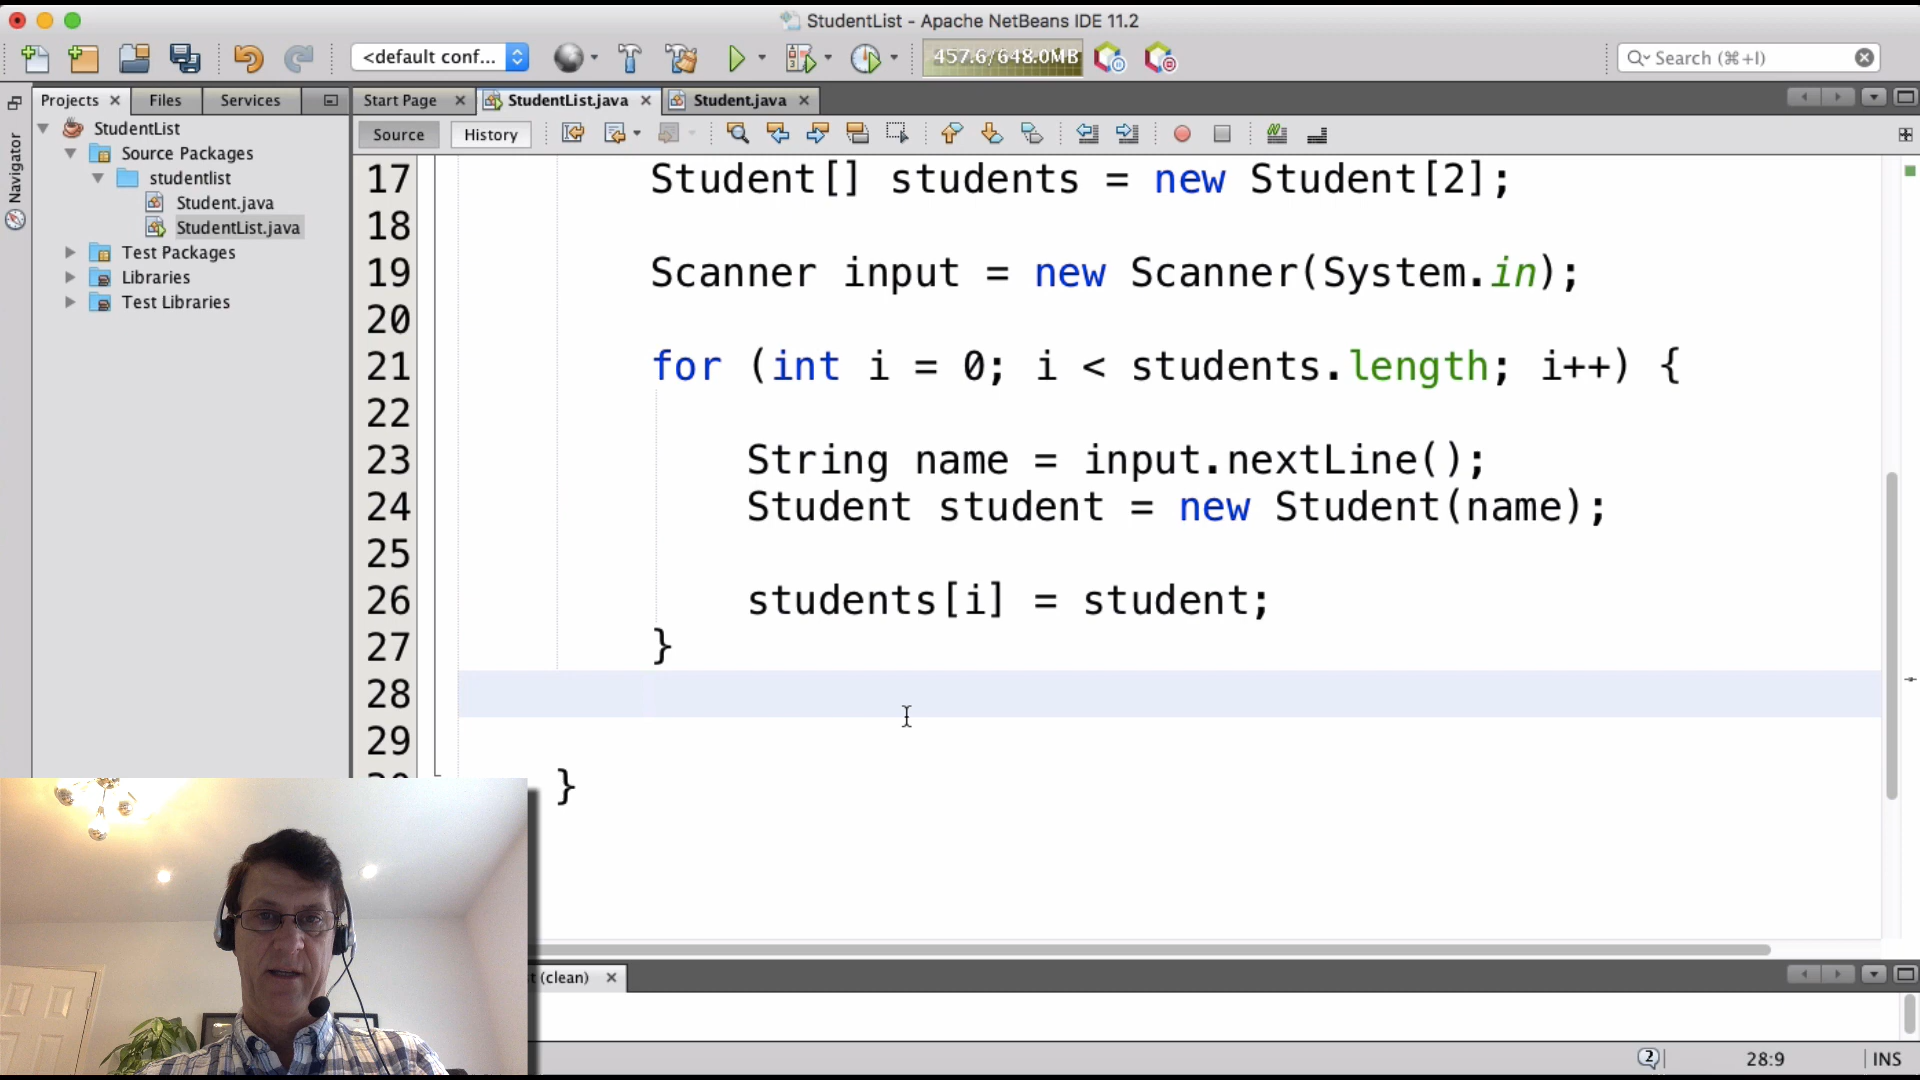 StudentList - Apache NetBeans IDE 11.2
<default conf...
457.6/648.0MB
Search (⌘+I)
Projects
Files
Services
Start Page
StudentList.java
Student.java
Navigator
StudentList
Source Packages
studentlist
Student.java
StudentList.java
Test Packages
Libraries
Test Libraries
Source
History
17 Student[] students = new Student[2];
18
19 Scanner input = new Scanner(System.in);
20
21 for (int i = 0; i < students.length; i++) {
22
23 String name = input.nextLine();
24 Student student = new Student(name);
25
26 students[i] = student;
27 }
28
29
}
(clean)
2
28:9
INS